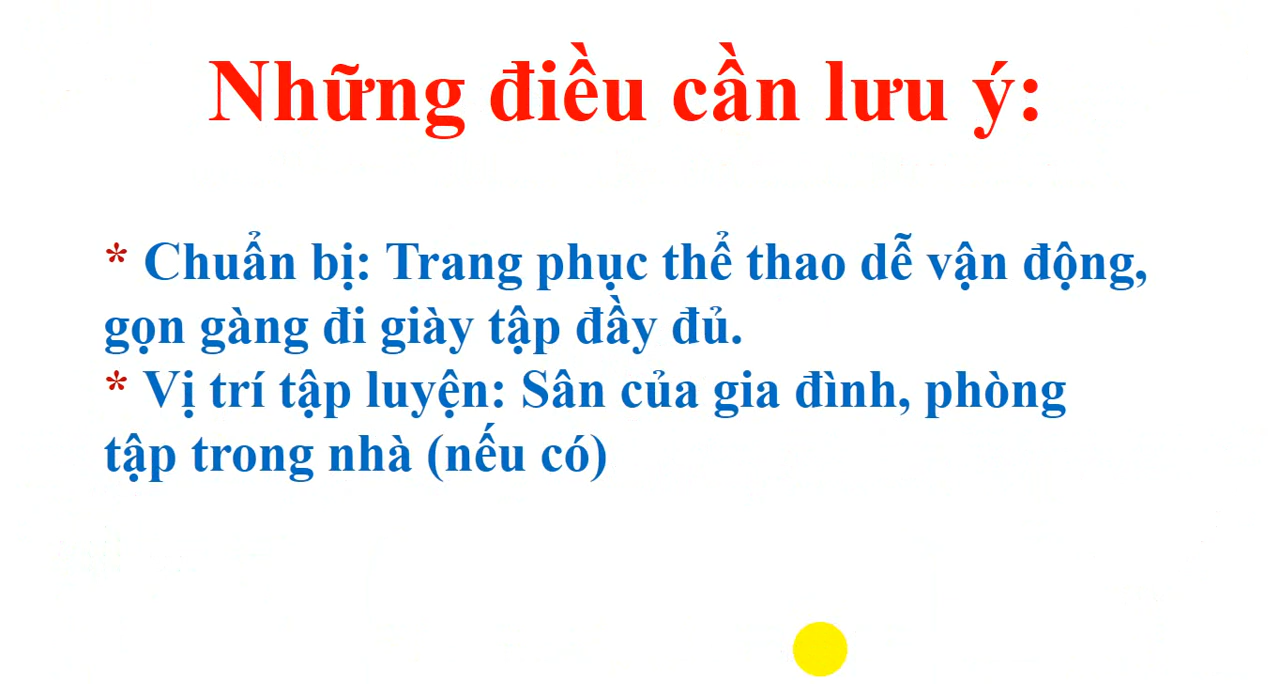 Những điều cần lưu ý:
* Chuẩn bị: Trang phục thể thao dễ vận động,
gọn gàng đi giày tập đầy đủ.
* Vị trí tập luyện: Sân của gia đình, phòng
tập trong nhà (nếu có)